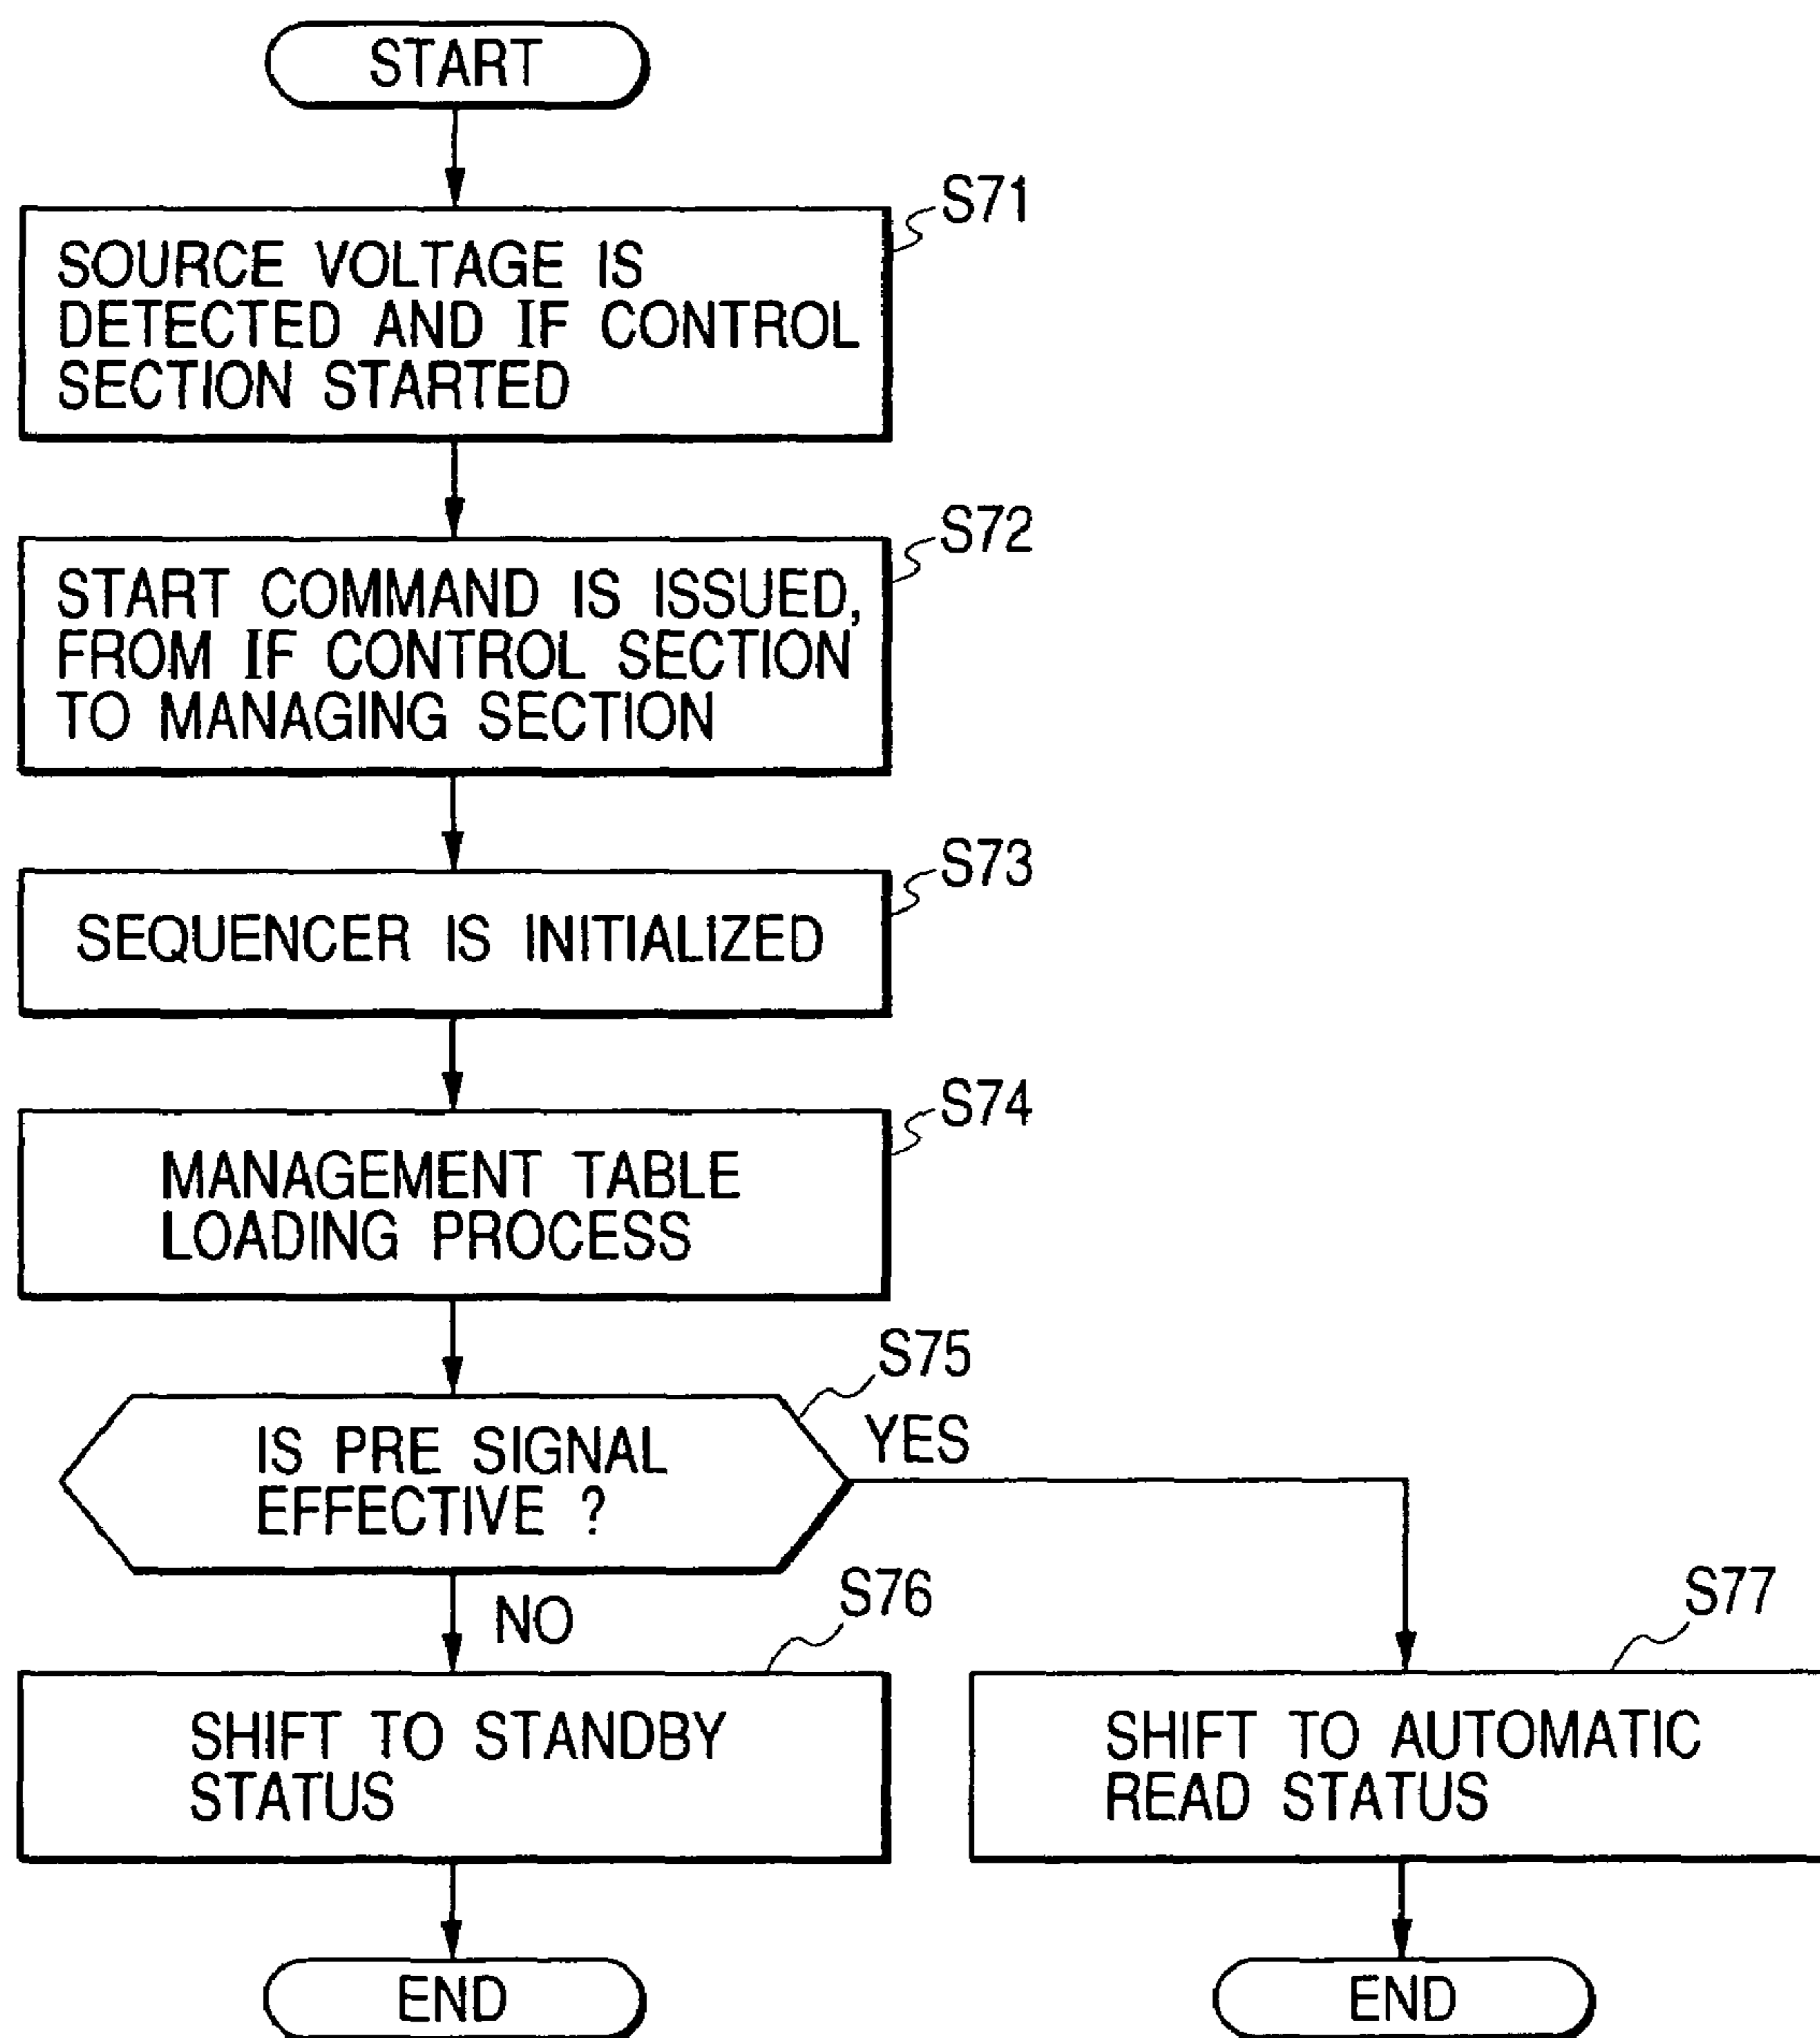 START
S71
SOURCE VOLTAGE IS
DETECTED AND IF CONTROL
SECTION STARTED
S72
START COMMAND IS ISSUED,
FROM IF CONTROL SECTION
TO MANAGING SECTION
S73
SEQUENCER IS INITIALIZED
S74
MANAGEMENT TABLE
LOADING PROCESS
S75
IS PRE SIGNAL
EFFECTIVE ?
YES
NO
S76
SHIFT TO STANDBY
STATUS
S77
SHIFT TO AUTOMATIC
READ STATUS
END
END